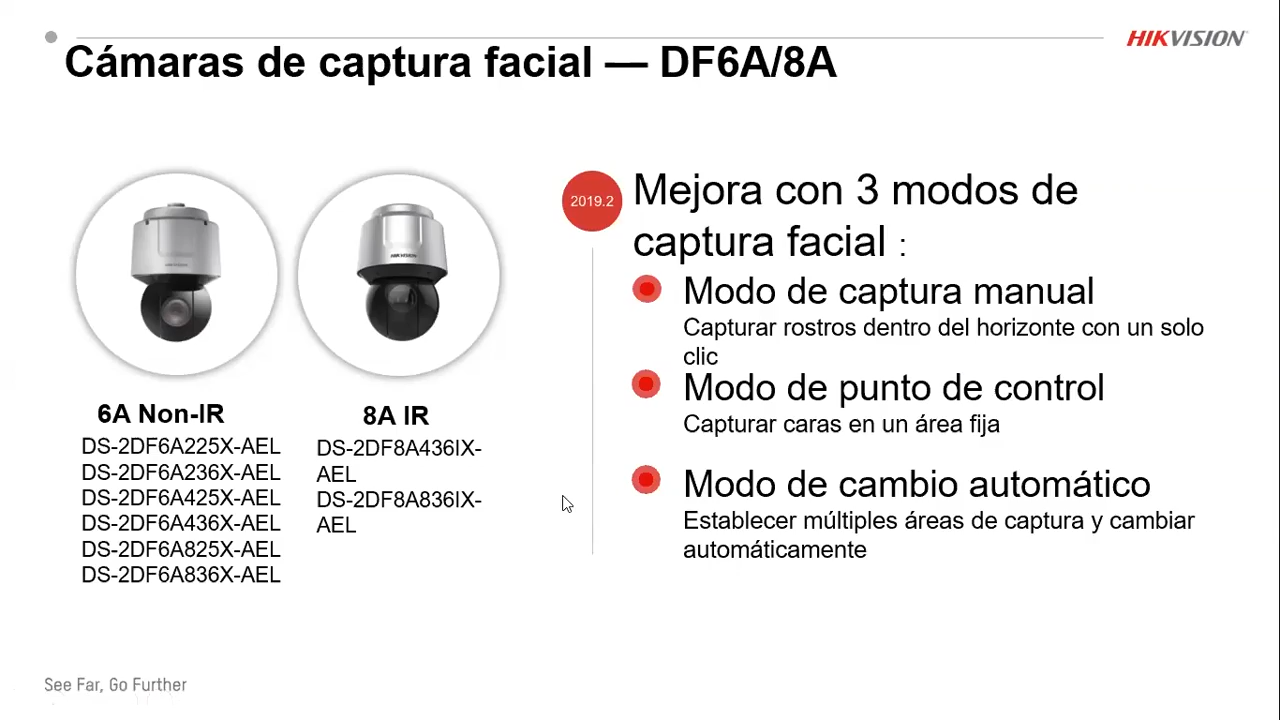 HIKVISION
Cámaras de captura facial — DF6A/8A
6A Non-IR
DS-2DF6A225X-AEL
DS-2DF6A236X-AEL
DS-2DF6A425X-AEL
DS-2DF6A436X-AEL
DS-2DF6A825X-AEL
DS-2DF6A836X-AEL
HIKVISION
8A IR
DS-2DF8A436IX-
AEL
DS-2DF8A836IX-
AEL
2019.2
Mejora con 3 modos de
captura facial :
Modo de captura manual
Capturar rostros dentro del horizonte con un solo
clic
Modo de punto de control
Capturar caras en un área fija
Modo de cambio automático
Establecer múltiples áreas de captura y cambiar
automáticamente
See Far, Go Further